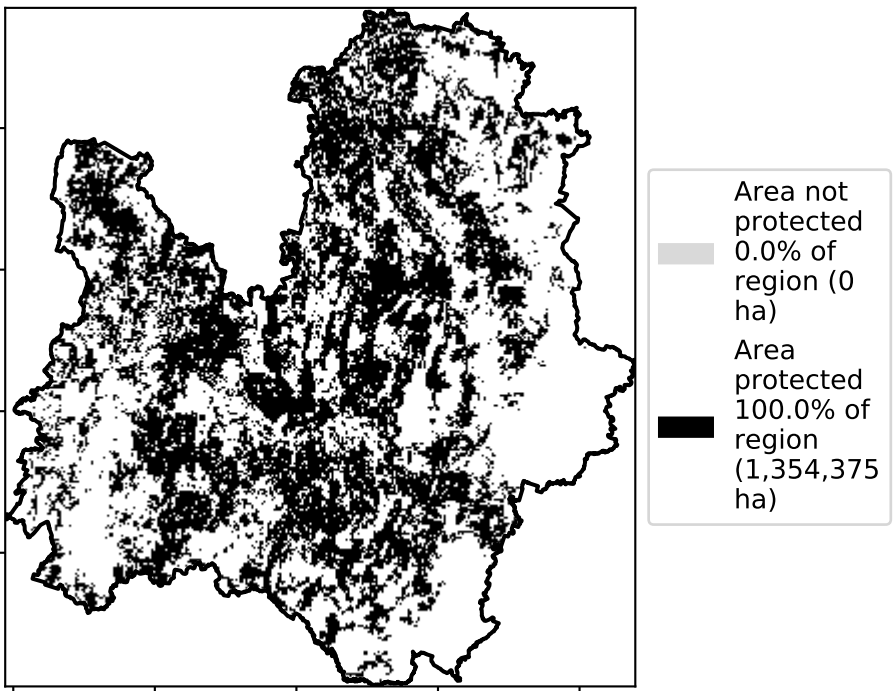 Area not
protected
0.0% of
region (0
ha)
Area
protected
100.0% of
region
(1,354,375
ha)